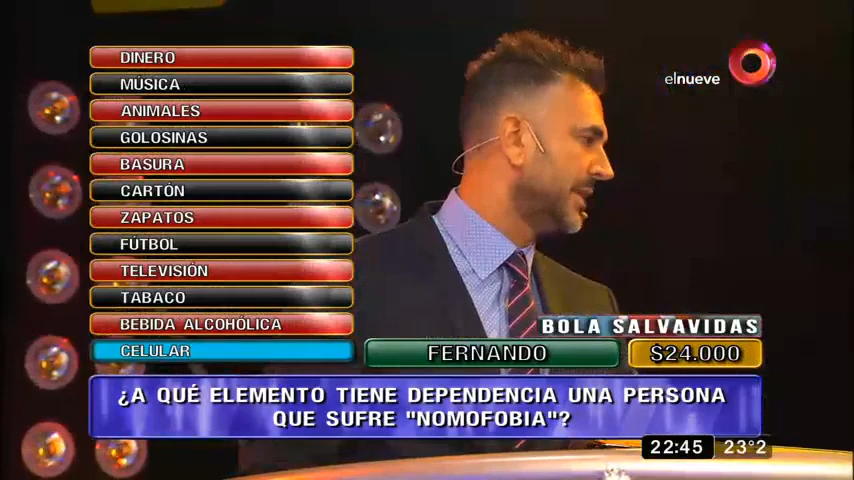 DINERO
MÚSICA
ANIMALES
GOLOSINAS
BASURA
CARTÓN
ZAPATOS
FÚTBOL
TELEVISIÓN
TABACO
BEBIDA ALCOHÓLICA
CELULAR
elnueve
BOLA SALVAVIDAS
FERNANDO
$24.000
¿A QUÉ ELEMENTO TIENE DEPENDENCIA UNA PERSONA
QUE SUFRE "NOMOFOBIA"?
22:45 23°2